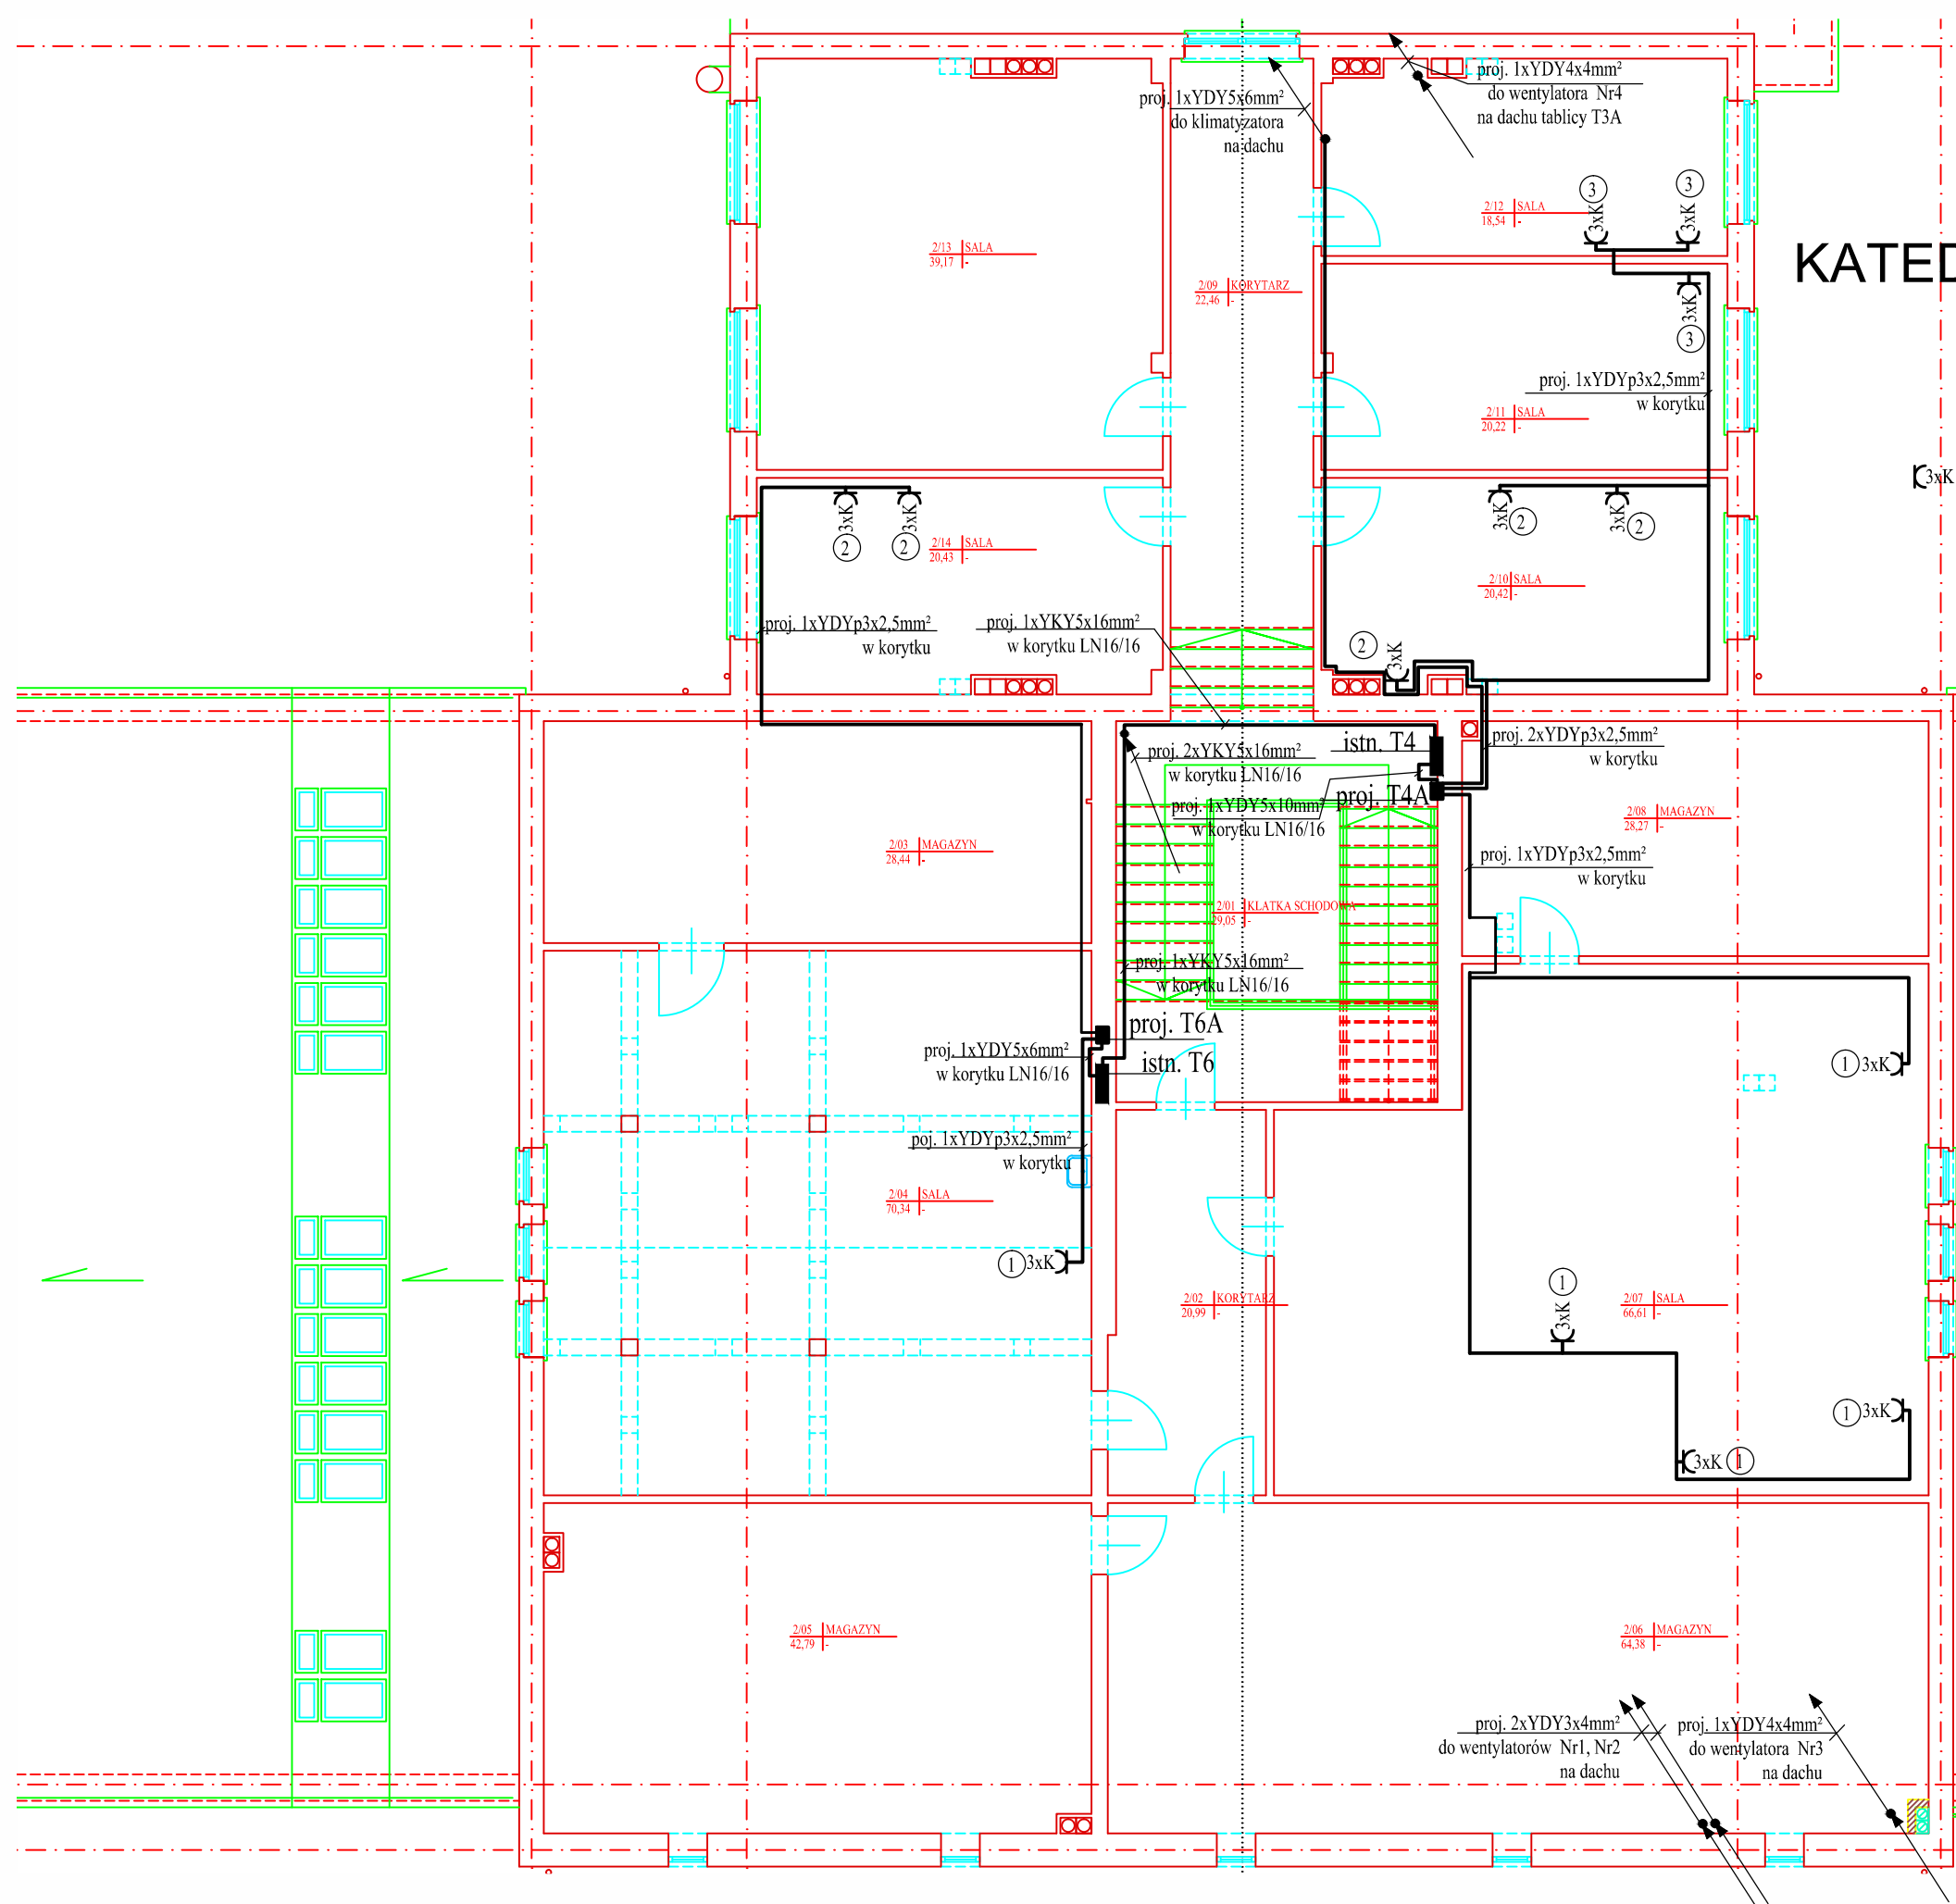 proj. 1xYDY4x4mm²
do wentylatora Nr4
na dachu tablicy T3A
proj. 1xYDY5x6mm²
do klimatyzatora
na dachu
3
3
3xK
3xK
2/12 SALA
18,54 -
2/13 SALA
39,17 -
KATED
2/09 KORYTARZ
22,46 -
3xK
3
proj. 1xYDYp3x2,5mm²
w korytku
2/11 SALA
20,22 -
3xK
3xK
3xK
2
2
3xK
3xK
2
2
2/14 SALA
20,43 -
2/10 SALA
20,42 -
proj. 1xYDYp3x2,5mm²
w korytku
proj. 1xYKY5x16mm²
w korytku LN16/16
2
3xK
istn. T4
proj. 2xYDYp3x2,5mm²
w korytku
proj. 2xYKY5x16mm²
w korytku LN16/16
proj. T4A
proj. 1xYDY5x10mm²
w korytku LN16/16
2/08 MAGAZYN
28,27 -
2/03 MAGAZYN
28,44 -
proj. 1xYDYp3x2,5mm²
w korytku
2/01 KLATKA SCHODOWA
29,05 -
proj. 1xYKY5x16mm²
w korytku LN16/16
proj. T6A
proj. 1xYDY5x6mm²
w korytku LN16/16
istn. T6
1 3xK
poj. 1xYDYp3x2,5mm²
w korytku
2/04 SALA
70,34 -
1 3xK
1
3xK
2/02 KORYTARZ
20,99 -
2/07 SALA
66,61 -
1 3xK
3xK 1
2/05 MAGAZYN
42,79 -
2/06 MAGAZYN
64,38 -
proj. 2xYDY3x4mm²
do wentylatorów Nr1, Nr2
na dachu
proj. 1xYDY4x4mm²
do wentylatora Nr3
na dachu